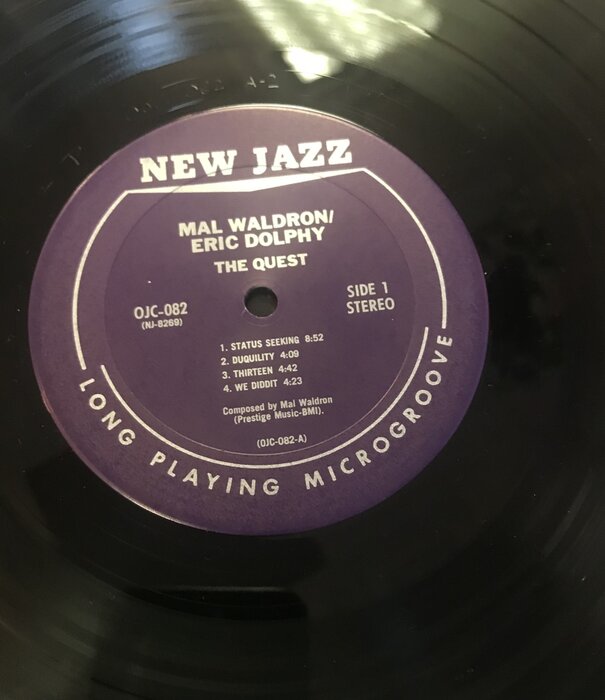 NEW JAZZ
MAL WALDRON/
ERIC DOLPHY
THE QUEST
OJC-082
(NJ-8269)
SIDE 1
STEREO
1. STATUS SEEKING 8:52
2. DUQUILITY 4:09
3. THIRTEEN 4:42
4. WE DIDDIT 4:23
Composed by Mal Waldron
(Prestige Music-BMI).
(OJC-082-A)
LONG PLAYING MICROGROOVE